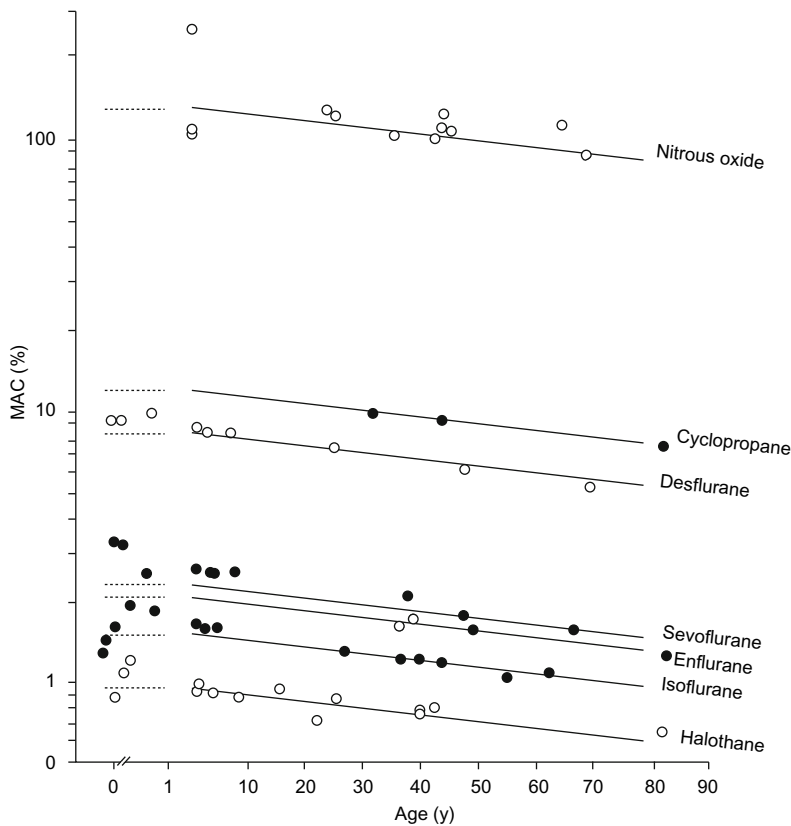 100
10
1
0
MAC (%)
Nitrous oxide
Cyclopropane
Desflurane
Sevoflurane
Enflurane
Isoflurane
Halothane
0 1 10 20 30 40 50 60 70 80 90
Age (y)